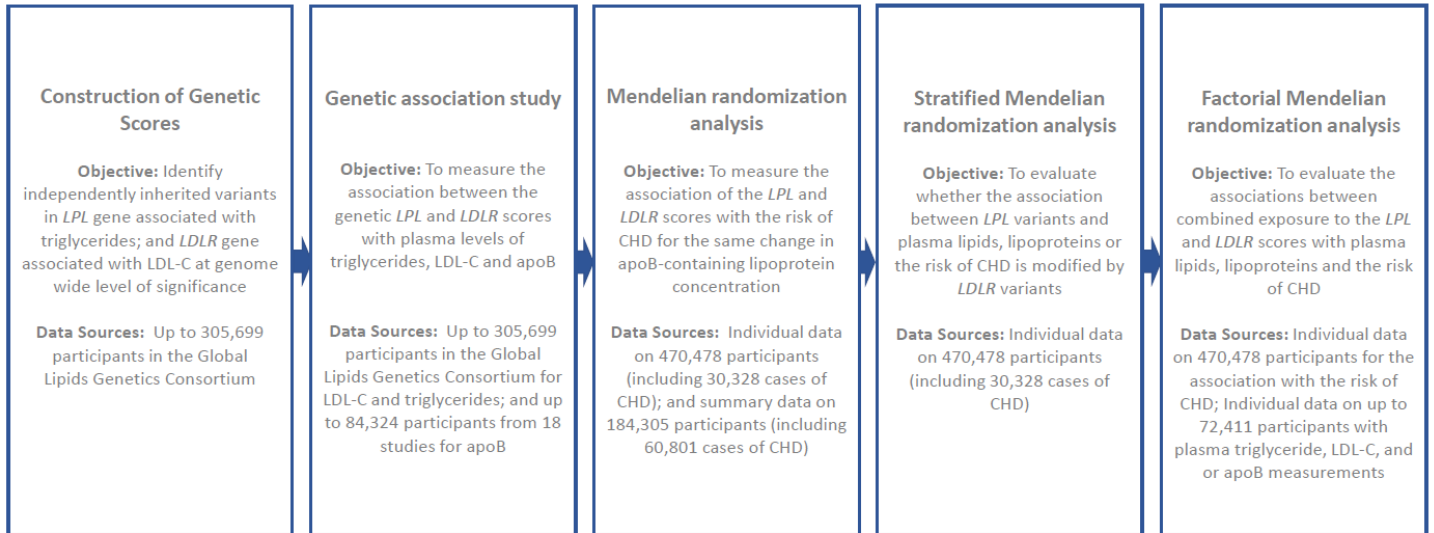 Construction of Genetic
Scores
Objective: Identify
independently inherited variants
in LPL gene associated with
triglycerides; and LDLR gene
associated with LDL-C at genome
wide level of significance
Data Sources: Up to 305,699
participants in the Global
Lipids Genetics Consortium
Genetic association study
Objective: To measure the
association between the
genetic LPL and LDLR scores
with plasma levels of
triglycerides, LDL-C and apoB
Data Sources: Up to 305,699
participants in the Global
Lipids Genetics Consortium for
LDL-C and triglycerides; and up
to 84,324 participants from 18
studies for apoB
Mendelian randomization
analysis
Objective: To measure the
association of the LPL and
LDLR scores with the risk of
CHD for the same change in
apoB-containing lipoprotein
concentration
Data Sources: Individual data
on 470,478 participants
(including 30,328 cases of
CHD); and summary data on
184,305 participants (including
60,801 cases of CHD)
Stratified Mendelian
randomization analysis
Objective: To evaluate
whether the association
between LPL variants and
plasma lipids, lipoproteins or
the risk of CHD is modified by
LDLR variants
Data Sources: Individual data
on 470,478 participants
(including 30,328 cases of
CHD)
Factorial Mendelian
randomization analysis
Objective: To evaluate the
associations between
combined exposure to the LPL
and LDLR scores with plasma
lipids, lipoproteins and the risk
of CHD
Data Sources: Individual data
on 470,478 participants for the
association with the risk of
CHD; Individual data on up to
72,411 participants with
plasma triglyceride, LDL-C, and
or apoB measurements